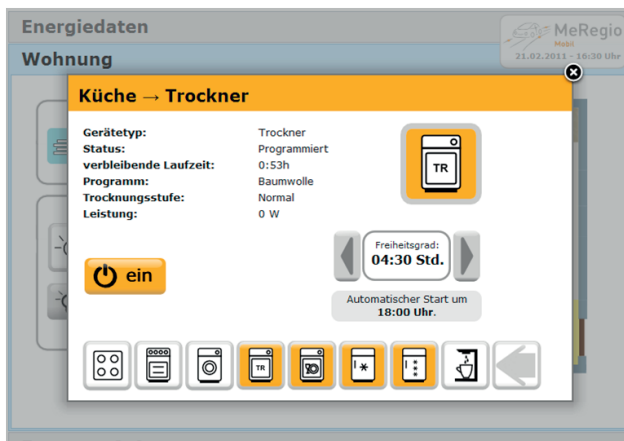 Energiedaten
MeRegio
Mobil
21.02.2011 - 16:30 Uhr
Wohnung
Küche → Trockner
Gerätetyp: Trockner
Status: Programmiert
verbleibende Laufzeit: 0:53h
Programm: Baumwolle
Trocknungsstufe: Normal
Leistung: 0 W
TR
Freiheitsgrad:
04:30 Std.
ein
Automatischer Start um
18:00 Uhr.
TR